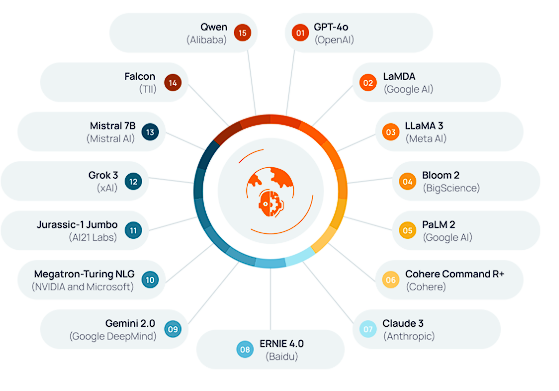 01
GPT-4o
(OpenAI)
02
LaMDA
(Google AI)
03
LLaMA 3
(Meta AI)
04
Bloom 2
(BigScience)
05
PaLM 2
(Google AI)
06
Cohere Command R+
(Cohere)
07
Claude 3
(Anthropic)
08
ERNIE 4.0
(Baidu)
09
Gemini 2.0
(Google DeepMind)
10
Megatron-Turing NLG
(NVIDIA and Microsoft)
11
Jurassic-1 Jumbo
(AI21 Labs)
12
Grok 3
(xAI)
13
Mistral 7B
(Mistral AI)
14
Falcon
(TII)
15
Qwen
(Alibaba)